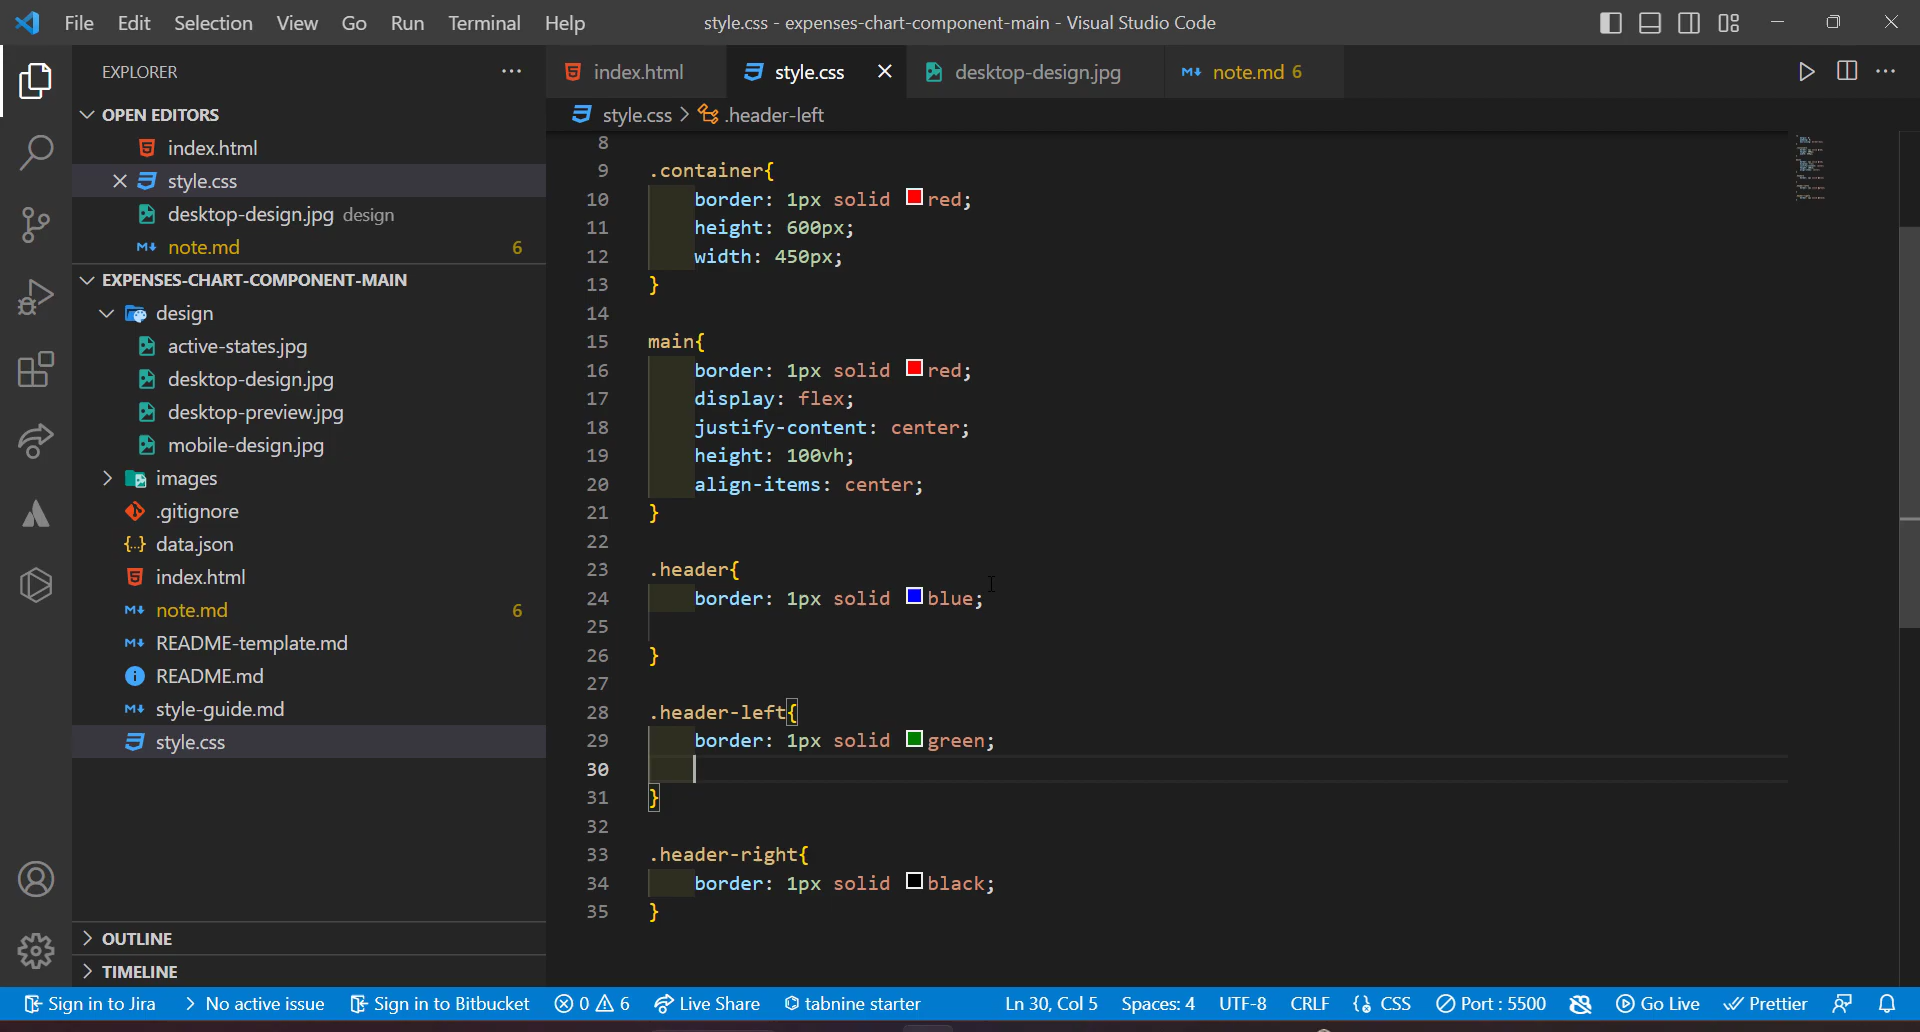 File Edit Selection View Go Run Terminal Help style.css - expenses-chart-component-main - Visual Studio Code
EXPLORER
OPEN EDITORS
index.html
style.css
desktop-design.jpg design
note.md 6
EXPENSES-CHART-COMPONENT-MAIN
design
active-states.jpg
desktop-design.jpg
desktop-preview.jpg
mobile-design.jpg
images
.gitignore
data.json
index.html
note.md 6
README-template.md
README.md
style-guide.md
style.css
OUTLINE
TIMELINE
index.html style.css desktop-design.jpg note.md 6
style.css > .header-left
8
9 .container{
10 border: 1px solid red;
11 height: 600px;
12 width: 450px;
13 }
14
15 main{
16 border: 1px solid red;
17 display: flex;
18 justify-content: center;
19 height: 100vh;
20 align-items: center;
21 }
22
23 .header{
24 border: 1px solid blue;
25
26 }
27
28 .header-left{
29 border: 1px solid green;
30
31 }
32
33 .header-right{
34 border: 1px solid black;
35 }
Sign in to Jira No active issue Sign in to Bitbucket 0 6 Live Share tabnine starter Ln 30, Col 5 Spaces: 4 UTF-8 CRLF CSS Port : 5500 Go Live Prettier